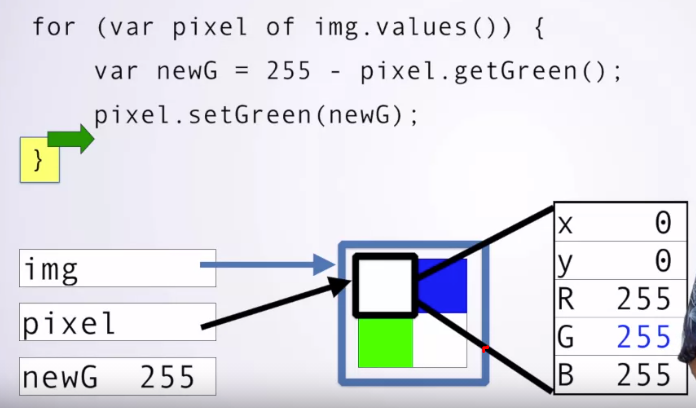 for (var pixel of img.values()) {
var newG = 255 - pixel.getGreen();
pixel.setGreen(newG);
}
img
pixel
newG 255
x 0
y 0
R 255
G 255
B 255